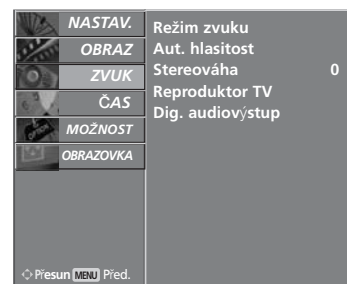 NASTAV.
OBRAZ
ZVUK
ČAS
MOŽNOST
OBRAZOVKA
Přesun MENU Před.
Režim zvuku
Aut. hlasitost
Stereováha 0
Reproduktor TV
Dig. audiovýstup